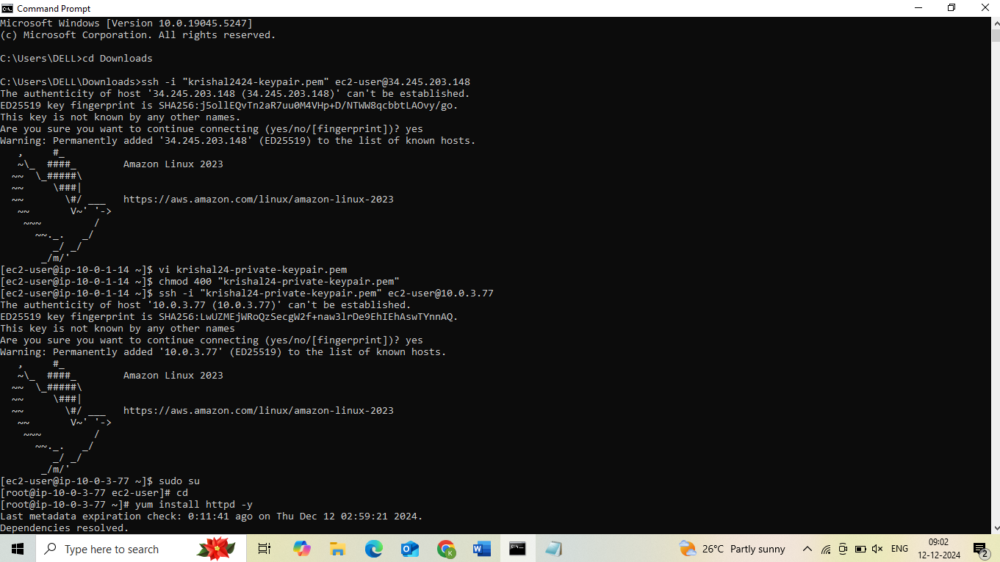 Command Prompt
Microsoft Windows [Version 10.0.19045.5247]
(c) Microsoft Corporation. All rights reserved.
C:\Users\DELL>cd Downloads
C:\Users\DELL\Downloads>ssh -i "krishal2424-keypair.pem" ec2-user@34.245.203.148
The authenticity of host '34.245.203.148 (34.245.203.148)' can't be established.
ED25519 key fingerprint is SHA256:j5ollEQvTn2aR7uu0M4VHp+D/NTWW8qcbbtLAOvy/go.
This key is not known by any other names.
Are you sure you want to continue connecting (yes/no/[fingerprint])? yes
Warning: Permanently added '34.245.203.148' (ED25519) to the list of known hosts.
   ,     #_
   ~\_  ####_        Amazon Linux 2023
  ~~  \_#####\
  ~~     \###|
  ~~       \#/ ___   https://aws.amazon.com/linux/amazon-linux-2023
   ~~       V~' '->
    ~~~         /
      ~~._.   _/
         _/ _/
       _/m/'
[ec2-user@ip-10-0-1-14 ~]$ vi krishal24-private-keypair.pem
[ec2-user@ip-10-0-1-14 ~]$ chmod 400 "krishal24-private-keypair.pem"
[ec2-user@ip-10-0-1-14 ~]$ ssh -i "krishal24-private-keypair.pem" ec2-user@10.0.3.77
The authenticity of host '10.0.3.77 (10.0.3.77)' can't be established.
ED25519 key fingerprint is SHA256:LwUZMEjWRoQzSecgW2f+naw3lrDe9EhIEhAswTYnnAQ.
This key is not known by any other names
Are you sure you want to continue connecting (yes/no/[fingerprint])? yes
Warning: Permanently added '10.0.3.77' (ED25519) to the list of known hosts.
   ,     #_
   ~\_  ####_        Amazon Linux 2023
  ~~  \_#####\
  ~~     \###|
  ~~       \#/ ___   https://aws.amazon.com/linux/amazon-linux-2023
   ~~       V~' '->
    ~~~         /
      ~~._.   _/
         _/ _/
       _/m/'
[ec2-user@ip-10-0-3-77 ~]$ sudo su
[root@ip-10-0-3-77 ec2-user]# cd
[root@ip-10-0-3-77 ~]# yum install httpd -y
Last metadata expiration check: 0:11:41 ago on Thu Dec 12 02:59:21 2024.
Dependencies resolved.
Type here to search
26°C Partly sunny
ENG
09:02
12-12-2024
2